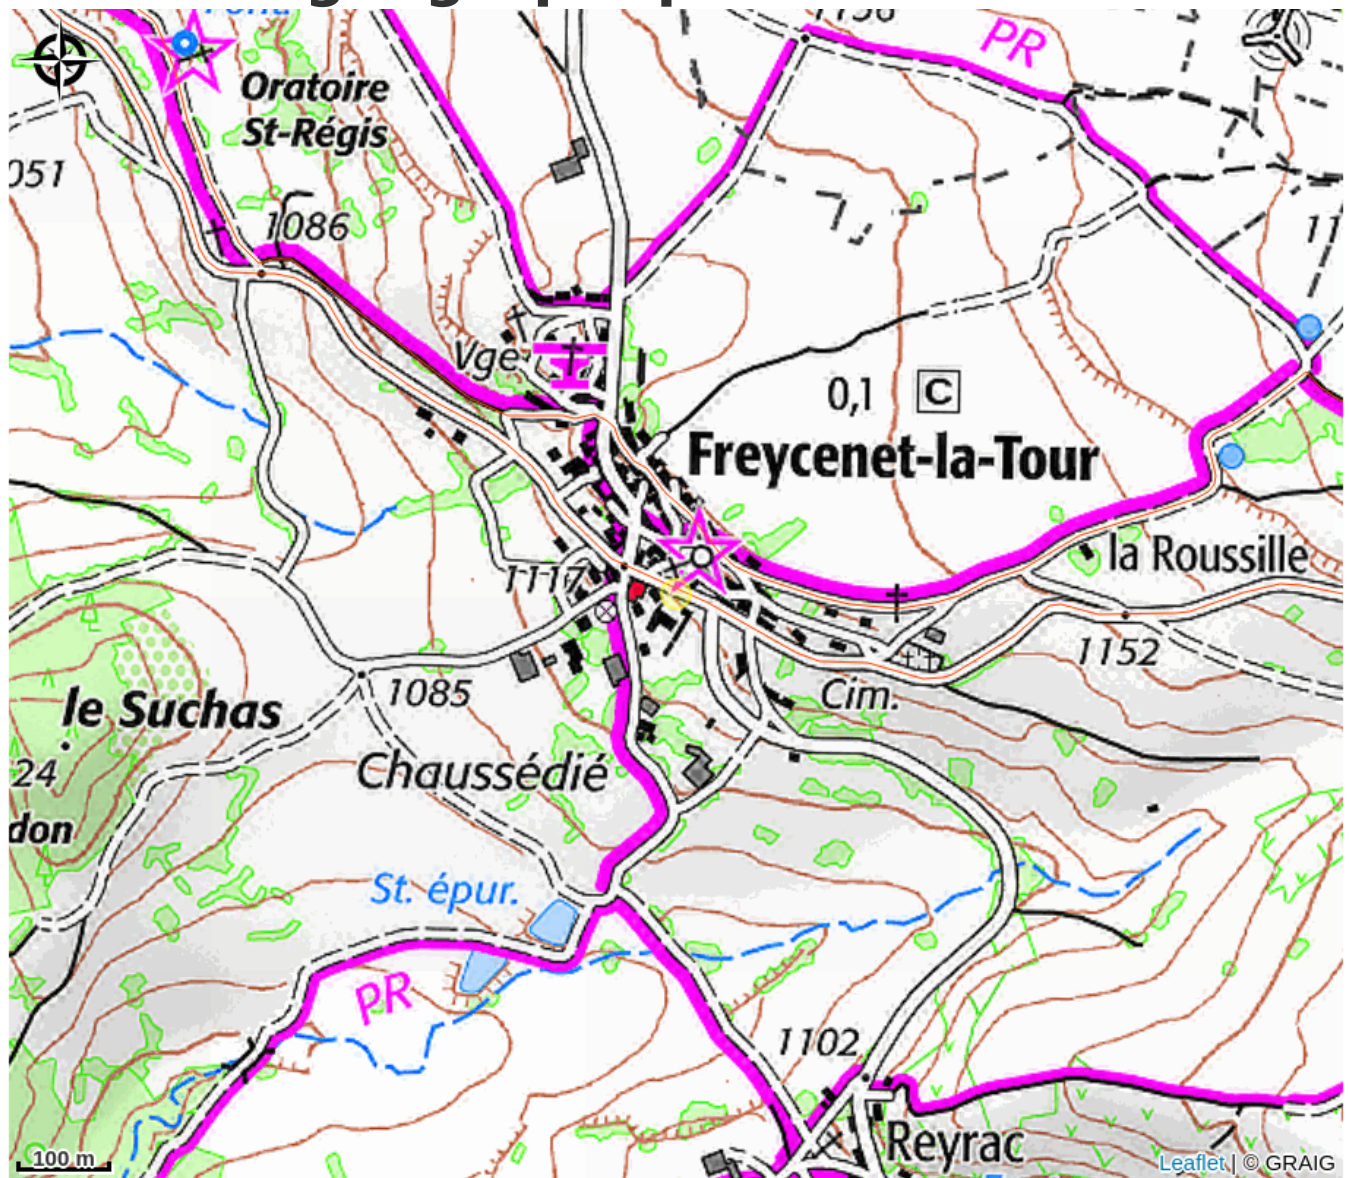 PR
Oratoire
St-Régis
051
1086
Vge
0,1 C
Freycenet-la-Tour
la Roussille
1117
1152
1085
Cim.
le Suchas
24
Chaussédié
don
St. épur.
PR
1102
Reyrac
100 m
Leaflet | © GRAIG